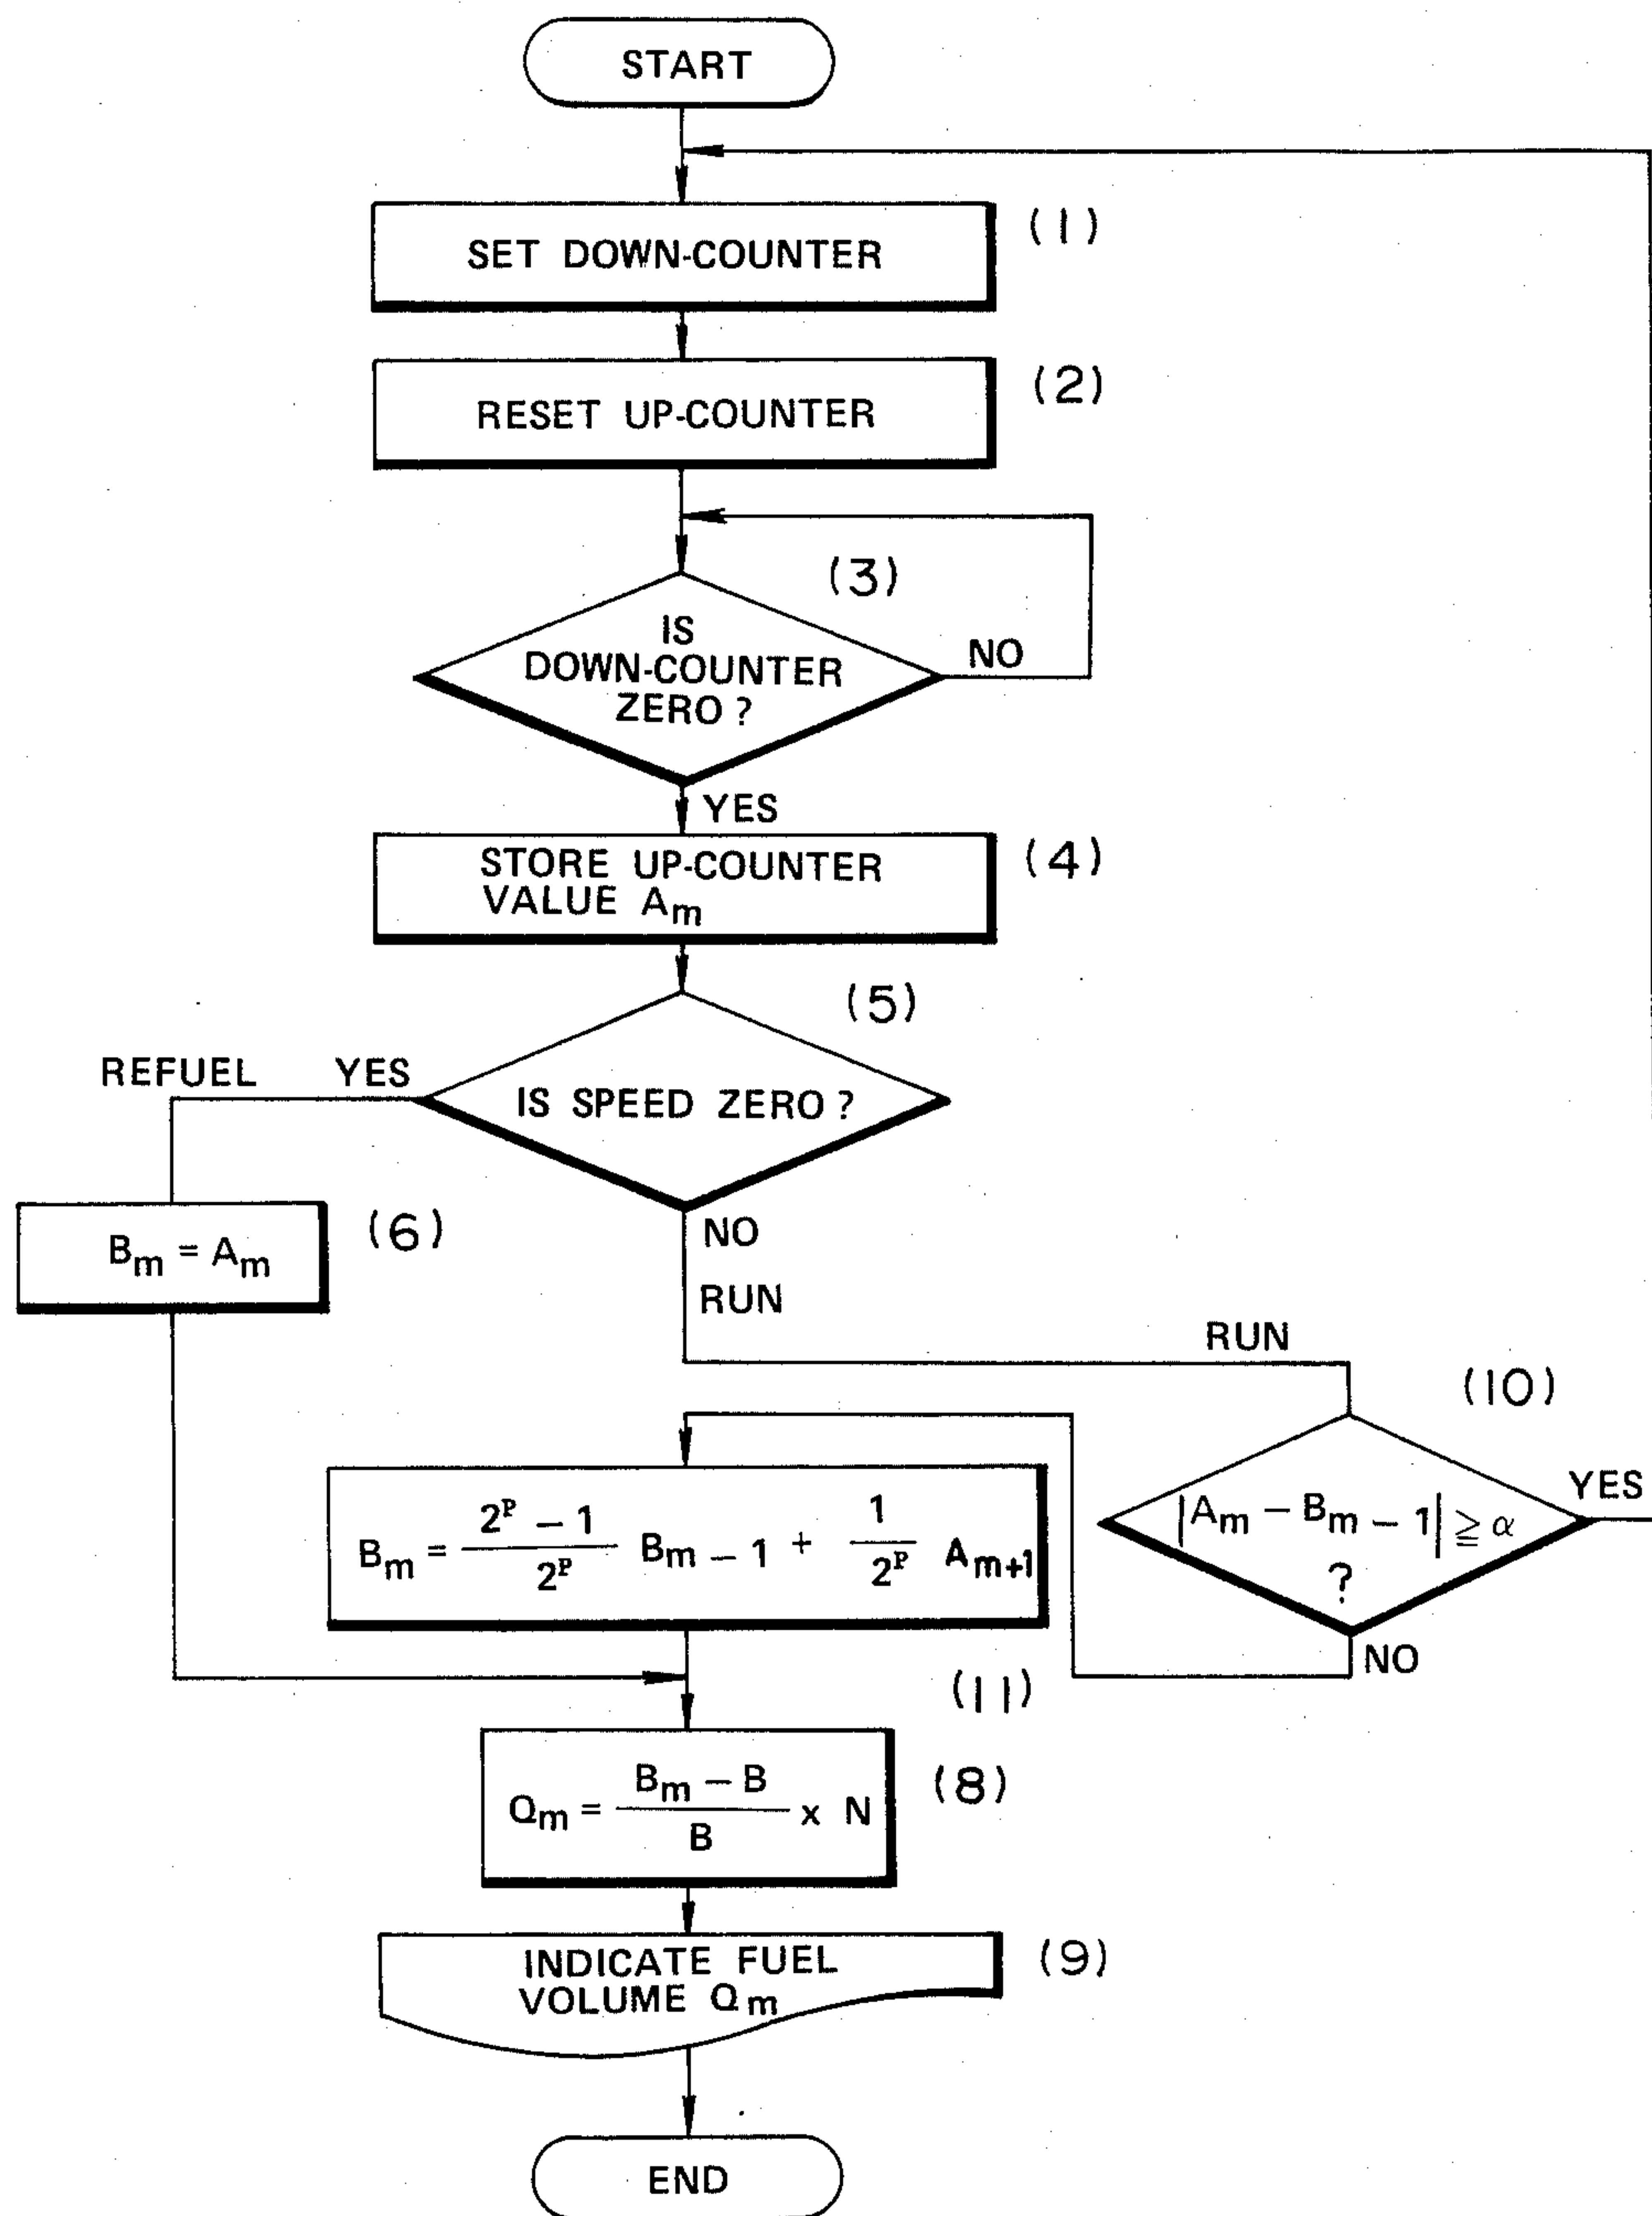 START
SET DOWN-COUNTER
(1)
RESET UP-COUNTER
(2)
(3)
IS
DOWN-COUNTER
ZERO ?
NO
YES
STORE UP-COUNTER
VALUE Aₘ
(4)
(5)
REFUEL YES
IS SPEED ZERO ?
Bₘ = Aₘ
(6)
NO
RUN
RUN
(10)
|Aₘ − Bₘ₋₁| ≧ α
?
YES
NO
Bₘ = (2ᴾ − 1)/2ᴾ Bₘ₋₁ + 1/2ᴾ Aₘ₊₁
(11)
Qₘ = (Bₘ − B)/B x N
(8)
INDICATE FUEL
VOLUME Qₘ
(9)
END